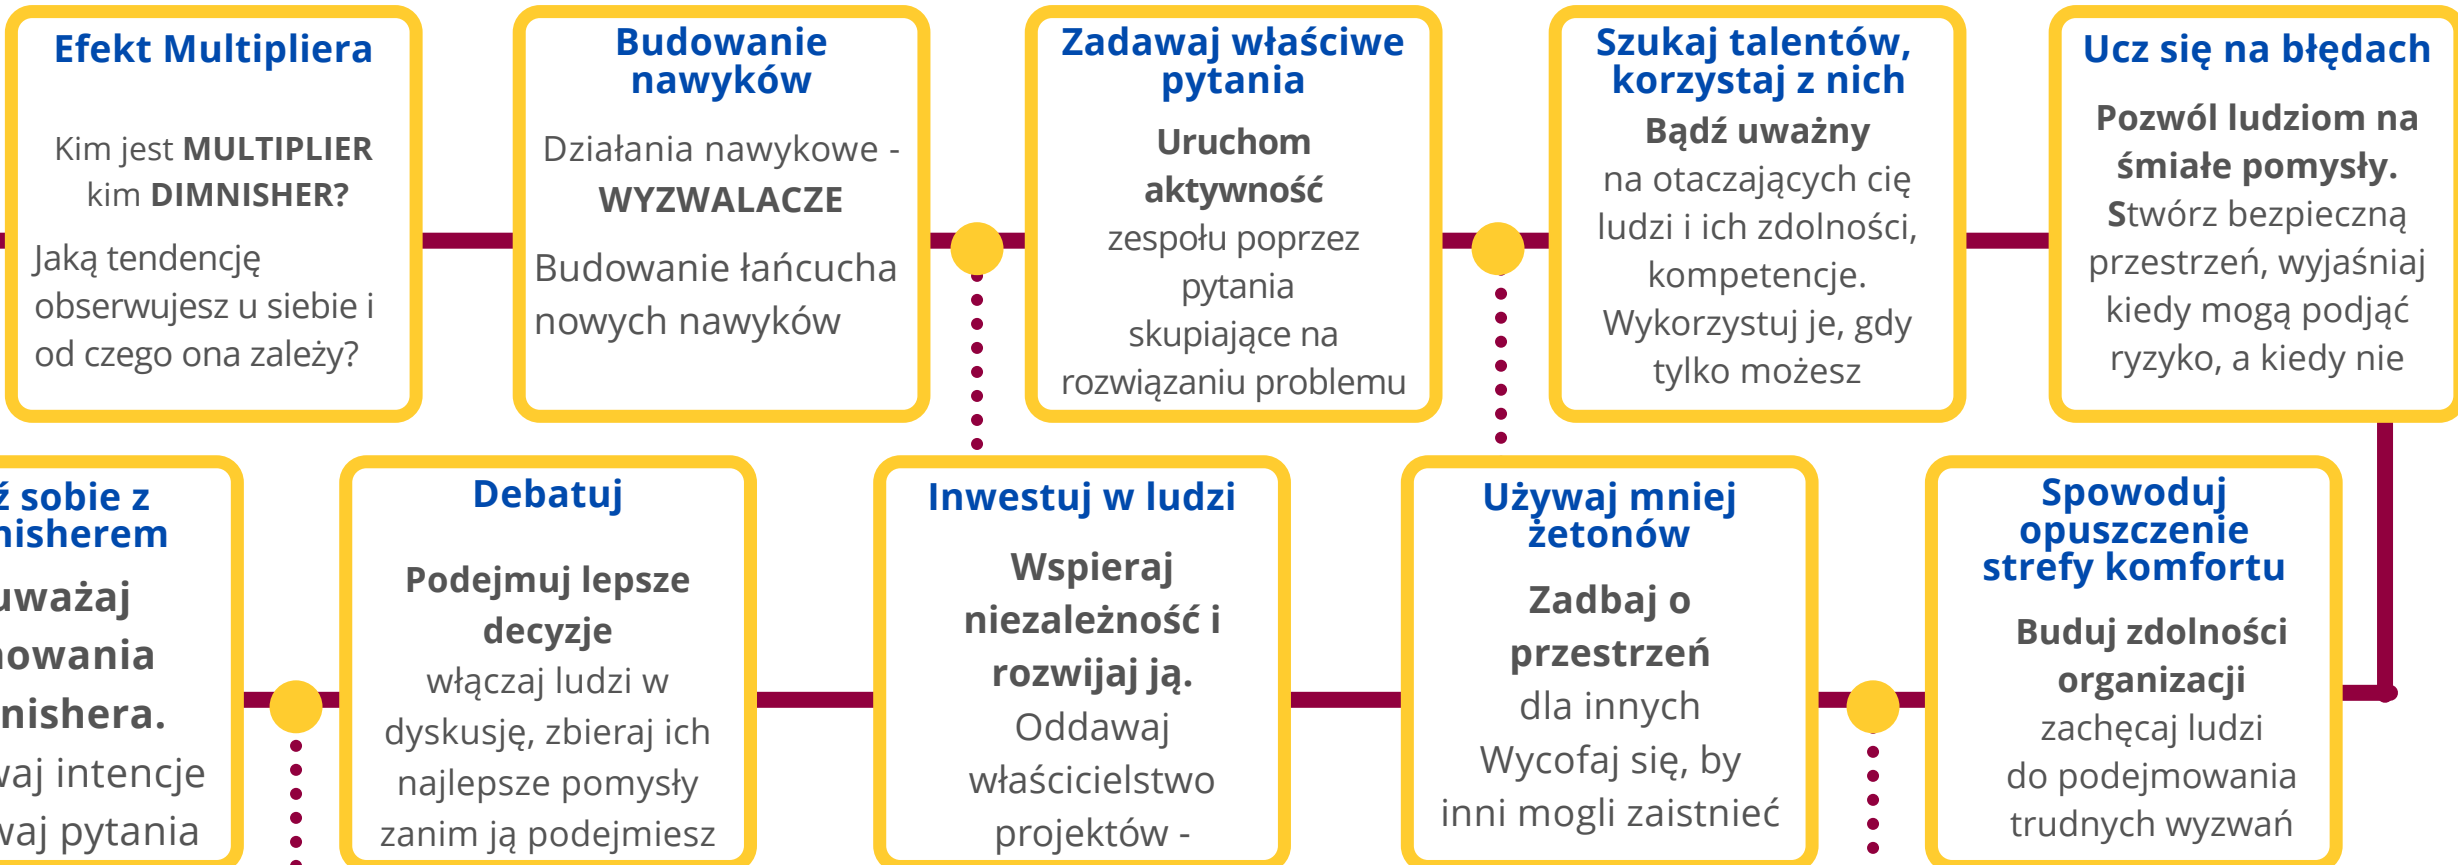 Efekt Multipliera
Kim jest MULTIPLIER
kim DIMNISHER?
Jaką tendencję
obserwujesz u siebie i
od czego ona zależy?
Budowanie
nawyków
Działania nawykowe -
WYZWALACZE
Budowanie łańcucha
nowych nawyków
Zadawaj właściwe
pytania
Uruchom
aktywność
zespołu poprzez
pytania
skupiające na
rozwiązaniu problemu
Szukaj talentów,
korzystaj z nich
Bądź uważny
na otaczających cię
ludzi i ich zdolności,
kompetencje.
Wykorzystuj je, gdy
tylko możesz
Ucz się na błędach
Pozwól ludziom na
śmiałe pomysły.
Stwórz bezpieczną
przestrzeń, wyjaśniaj
kiedy mogą podjąć
ryzyko, a kiedy nie
sobie z
intencje
pytania
Debatuj
Podejmuj lepsze
decyzje
włączaj ludzi w
dyskusję, zbieraj ich
najlepsze pomysły
zanim ją podejmiesz
Inwestuj w ludzi
Wspieraj
niezależność i
rozwijaj ją.
Oddawaj
właścicielstwo
projektów -
Używaj mniej
żetonów
Zadbaj o
przestrzeń
dla innych
Wycofaj się, by
inni mogli zaistnieć
Spowoduj
opuszczenie
strefy komfortu
Buduj zdolności
organizacji
zachęcaj ludzi
do podejmowania
trudnych wyzwań